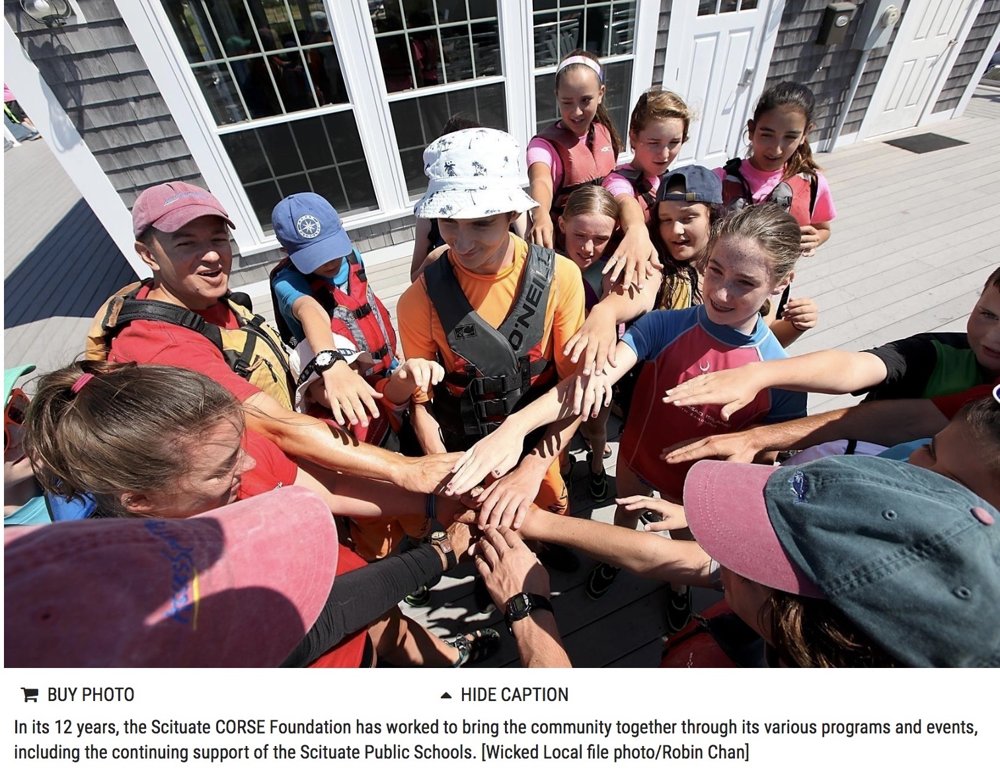 O'NEILL
BUY PHOTO
HIDE CAPTION
In its 12 years, the Scituate CORSE Foundation has worked to bring the community together through its various programs and events,
including the continuing support of the Scituate Public Schools. [Wicked Local file photo/Robin Chan]